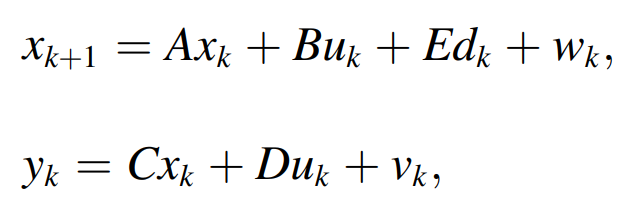 x_{k+1} = Ax_k + Bu_k + Ed_k + w_k,
y_k = Cx_k + Du_k + v_k,